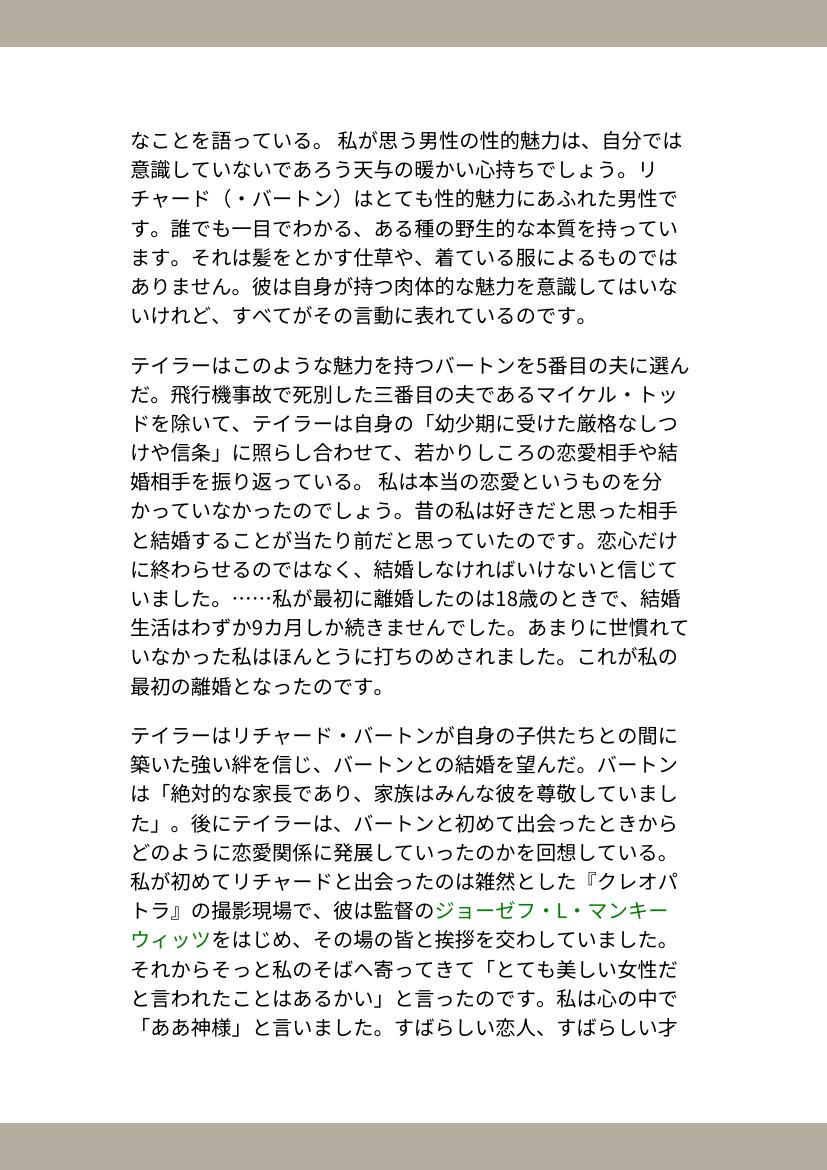 なことを語っている。 私が思う男性の性的魅力は、自分では
意識していないであろう天与の暖かい心持ちでしょう。リ
チャード（・バートン）はとても性的魅力にあふれた男性で
す。誰でも一目でわかる、ある種の野生的な本質を持ってい
ます。それは髪をとかす仕草や、着ている服によるものでは
ありません。彼は自身が持つ肉体的な魅力を意識してはいな
いけれど、すべてがその言動に表れているのです。
テイラーはこのような魅力を持つバートンを5番目の夫に選ん
だ。飛行機事故で死別した三番目の夫であるマイケル・トッ
ドを除いて、テイラーは自身の「幼少期に受けた厳格なしつ
けや信条」に照らし合わせて、若かりしころの恋愛相手や結
婚相手を振り返っている。 私は本当の恋愛というものを分
かっていなかったのでしょう。昔の私は好きだと思った相手
と結婚することが当たり前だと思っていたのです。恋心だけ
に終わらせるのではなく、結婚しなければいけないと信じて
いました。……私が最初に離婚したのは18歳のときで、結婚
生活はわずか9カ月しか続きませんでした。あまりに世慣れて
いなかった私はほんとうに打ちのめされました。これが私の
最初の離婚となったのです。
テイラーはリチャード・バートンが自身の子供たちとの間に
築いた強い絆を信じ、バートンとの結婚を望んだ。バートン
は「絶対的な家長であり、家族はみんな彼を尊敬していまし
た」。後にテイラーは、バートンと初めて出会ったときから
どのように恋愛関係に発展していったのかを回想している。
私が初めてリチャードと出会ったのは雑然とした『クレオパ
トラ』の撮影現場で、彼は監督のジョーゼフ・L・マンキー
ウィッツをはじめ、その場の皆と挨拶を交わしていました。
それからそっと私のそばへ寄ってきて「とても美しい女性だ
と言われたことはあるかい」と言ったのです。私は心の中で
「ああ神様」と言いました。すばらしい恋人、すばらしい才